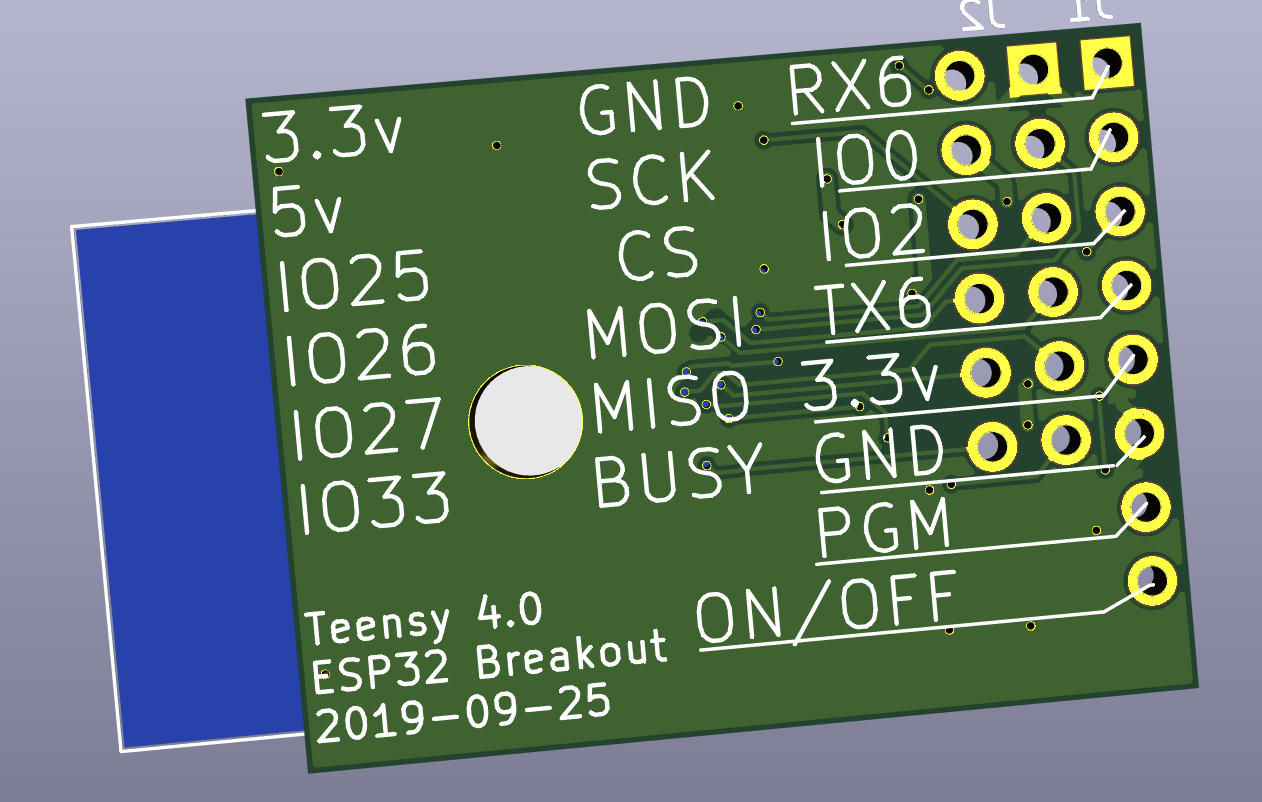 J2 J1
3.3v GND RX6
5v SCK IO0
IO25 CS IO2
IO26 MOSI TX6
IO27 MISO 3.3v
IO33 BUSY GND
PGM
ON/OFF
Teensy 4.0
ESP32 Breakout
2019-09-25